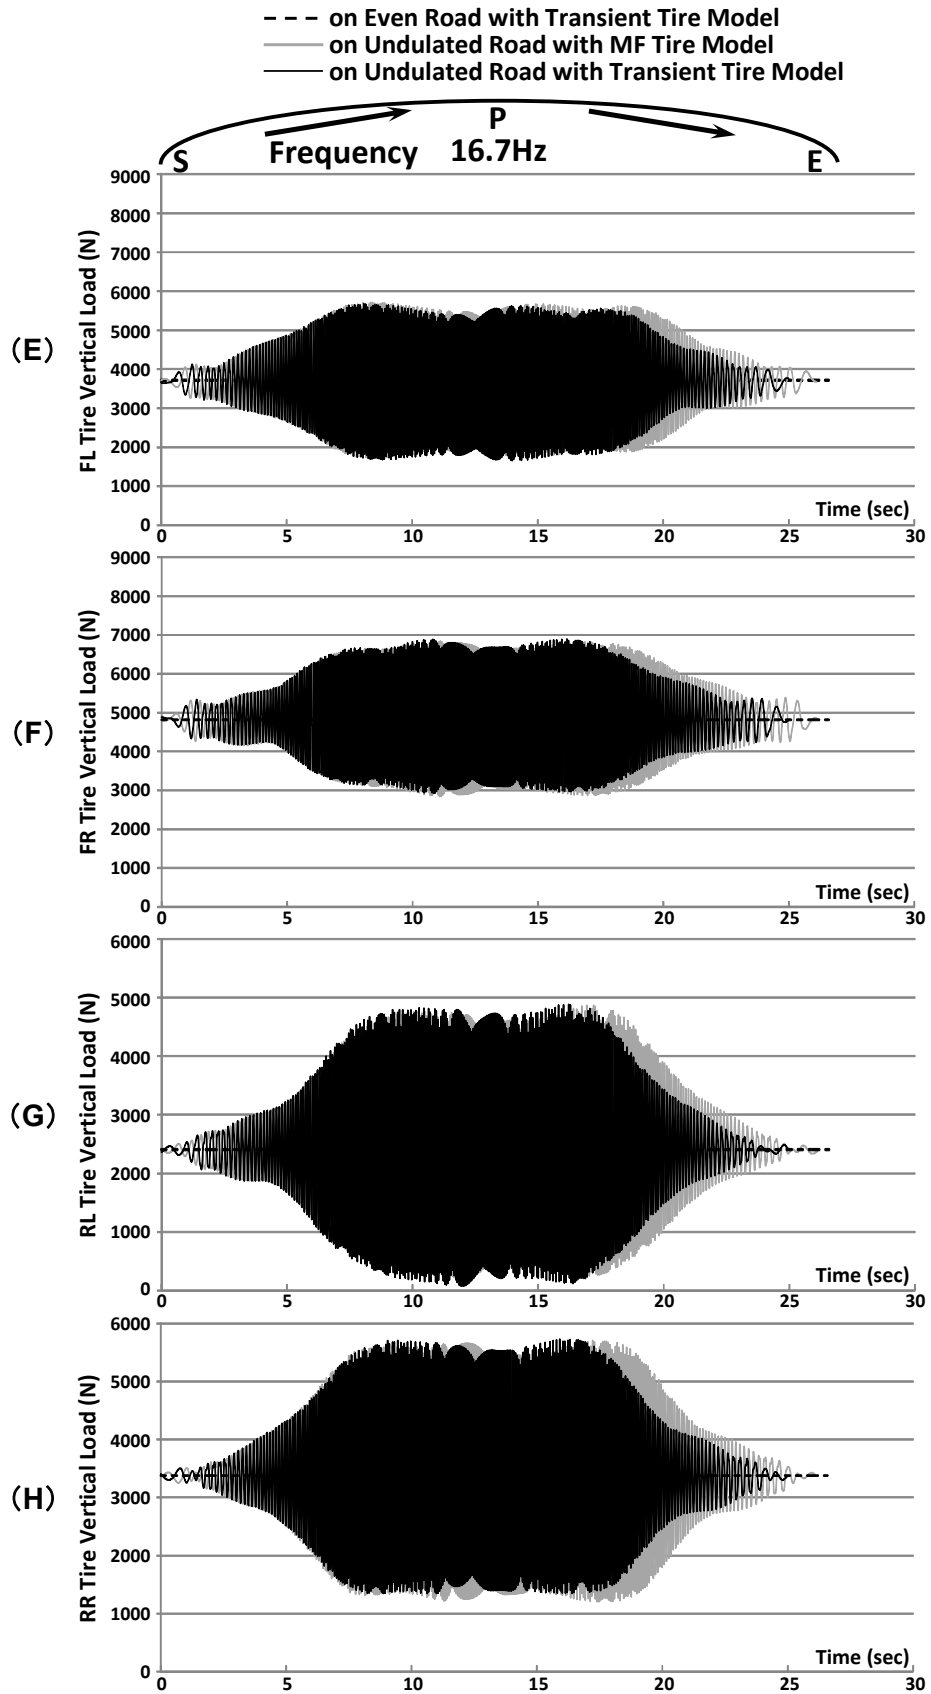 on Even Road with Transient Tire Model
on Undulated Road with MF Tire Model
on Undulated Road with Transient Tire Model
P
S Frequency 16.7Hz E
(E)
FL Tire Vertical Load (N)
9000
8000
7000
6000
5000
4000
3000
2000
1000
0
Time (sec)
0 5 10 15 20 25 30
(F)
FR Tire Vertical Load (N)
9000
8000
7000
6000
5000
4000
3000
2000
1000
0
Time (sec)
0 5 10 15 20 25 30
(G)
RL Tire Vertical Load (N)
6000
5000
4000
3000
2000
1000
0
Time (sec)
0 5 10 15 20 25 30
(H)
RR Tire Vertical Load (N)
6000
5000
4000
3000
2000
1000
0
Time (sec)
0 5 10 15 20 25 30